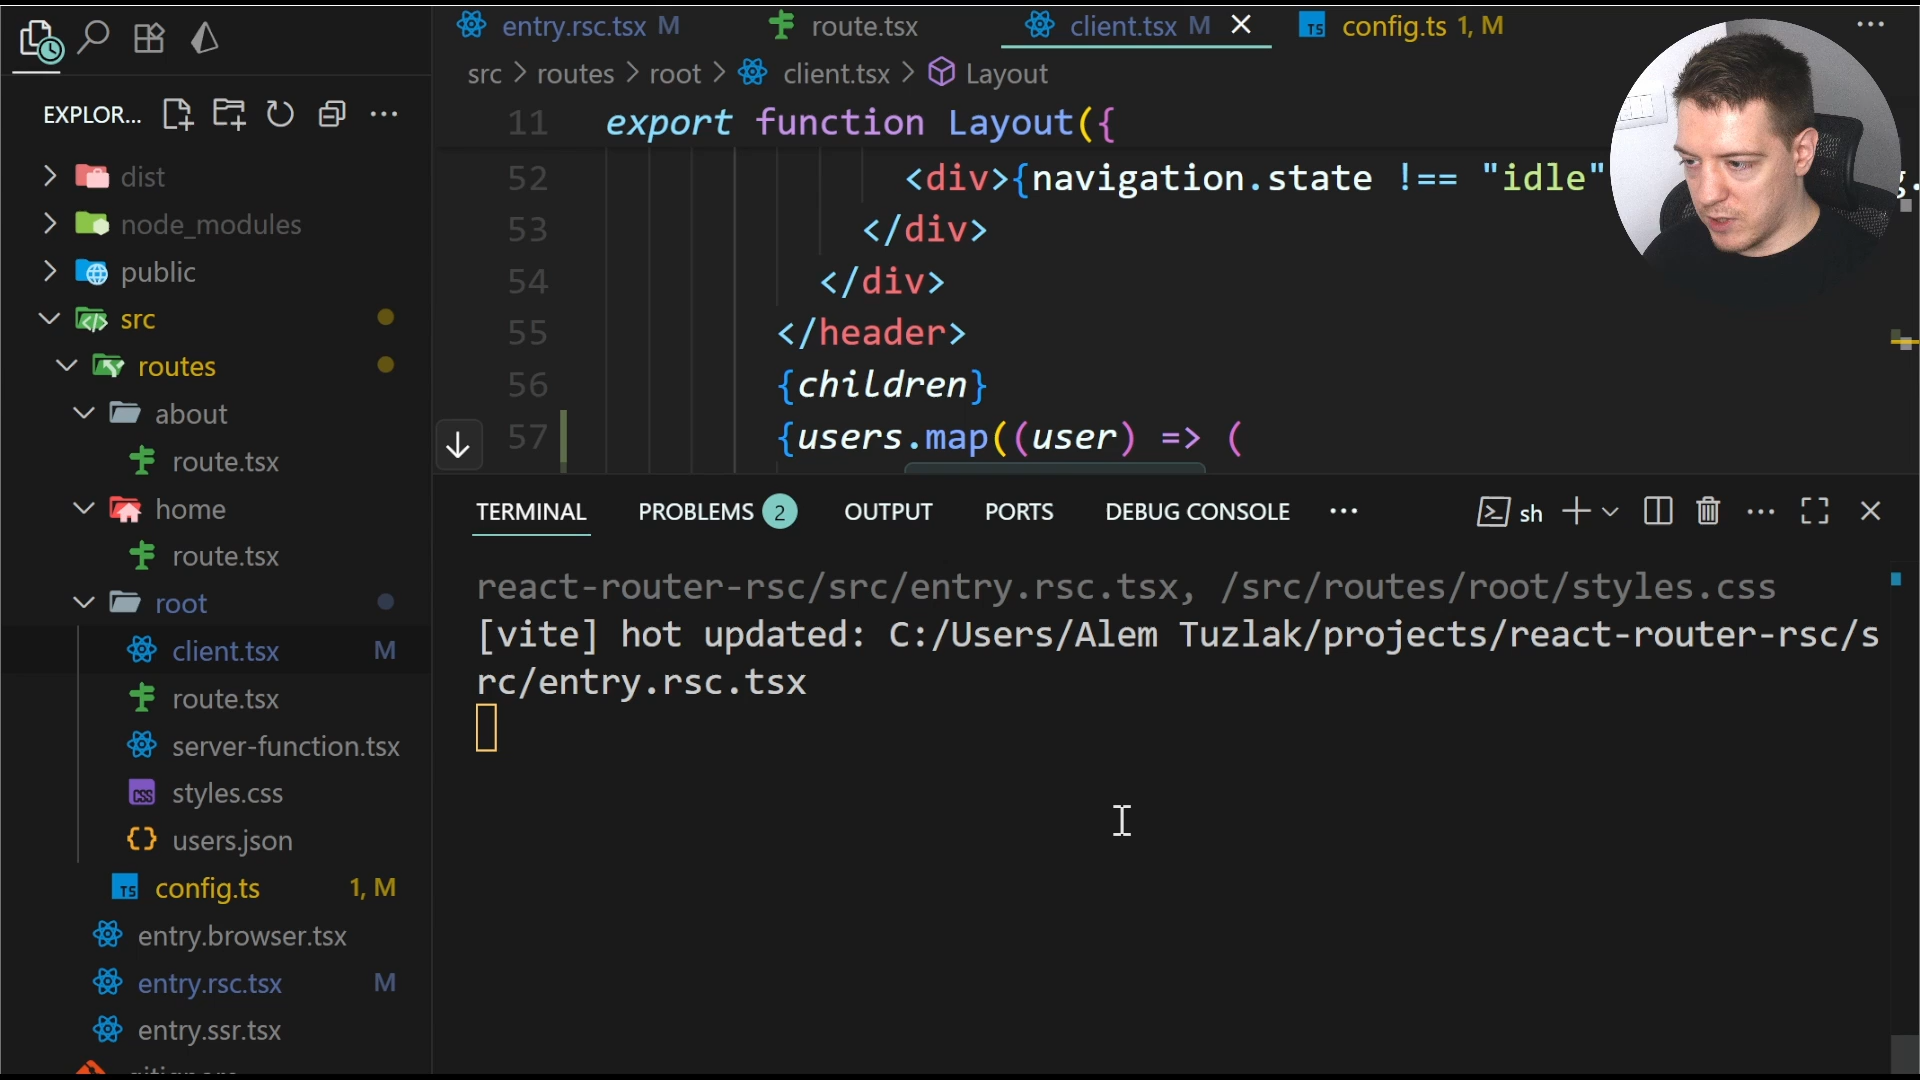 entry.rsc.tsx M
route.tsx
client.tsx M
TS config.ts 1, M
EXPLOR...
src > routes > root > client.tsx > Layout
11 export function Layout({
52 <div>{navigation.state !== "idle"
53 </div>
54 </div>
55 </header>
56 {children}
57 {users.map((user) => (
dist
node_modules
public
src
routes
about
route.tsx
home
route.tsx
root
client.tsx M
route.tsx
server-function.tsx
CSS styles.css
{} users.json
TS config.ts 1, M
entry.browser.tsx
entry.rsc.tsx M
entry.ssr.tsx
.gitignore
TERMINAL PROBLEMS 2 OUTPUT PORTS DEBUG CONSOLE
sh
react-router-rsc/src/entry.rsc.tsx, /src/routes/root/styles.css
[vite] hot updated: C:/Users/Alem Tuzlak/projects/react-router-rsc/s
rc/entry.rsc.tsx